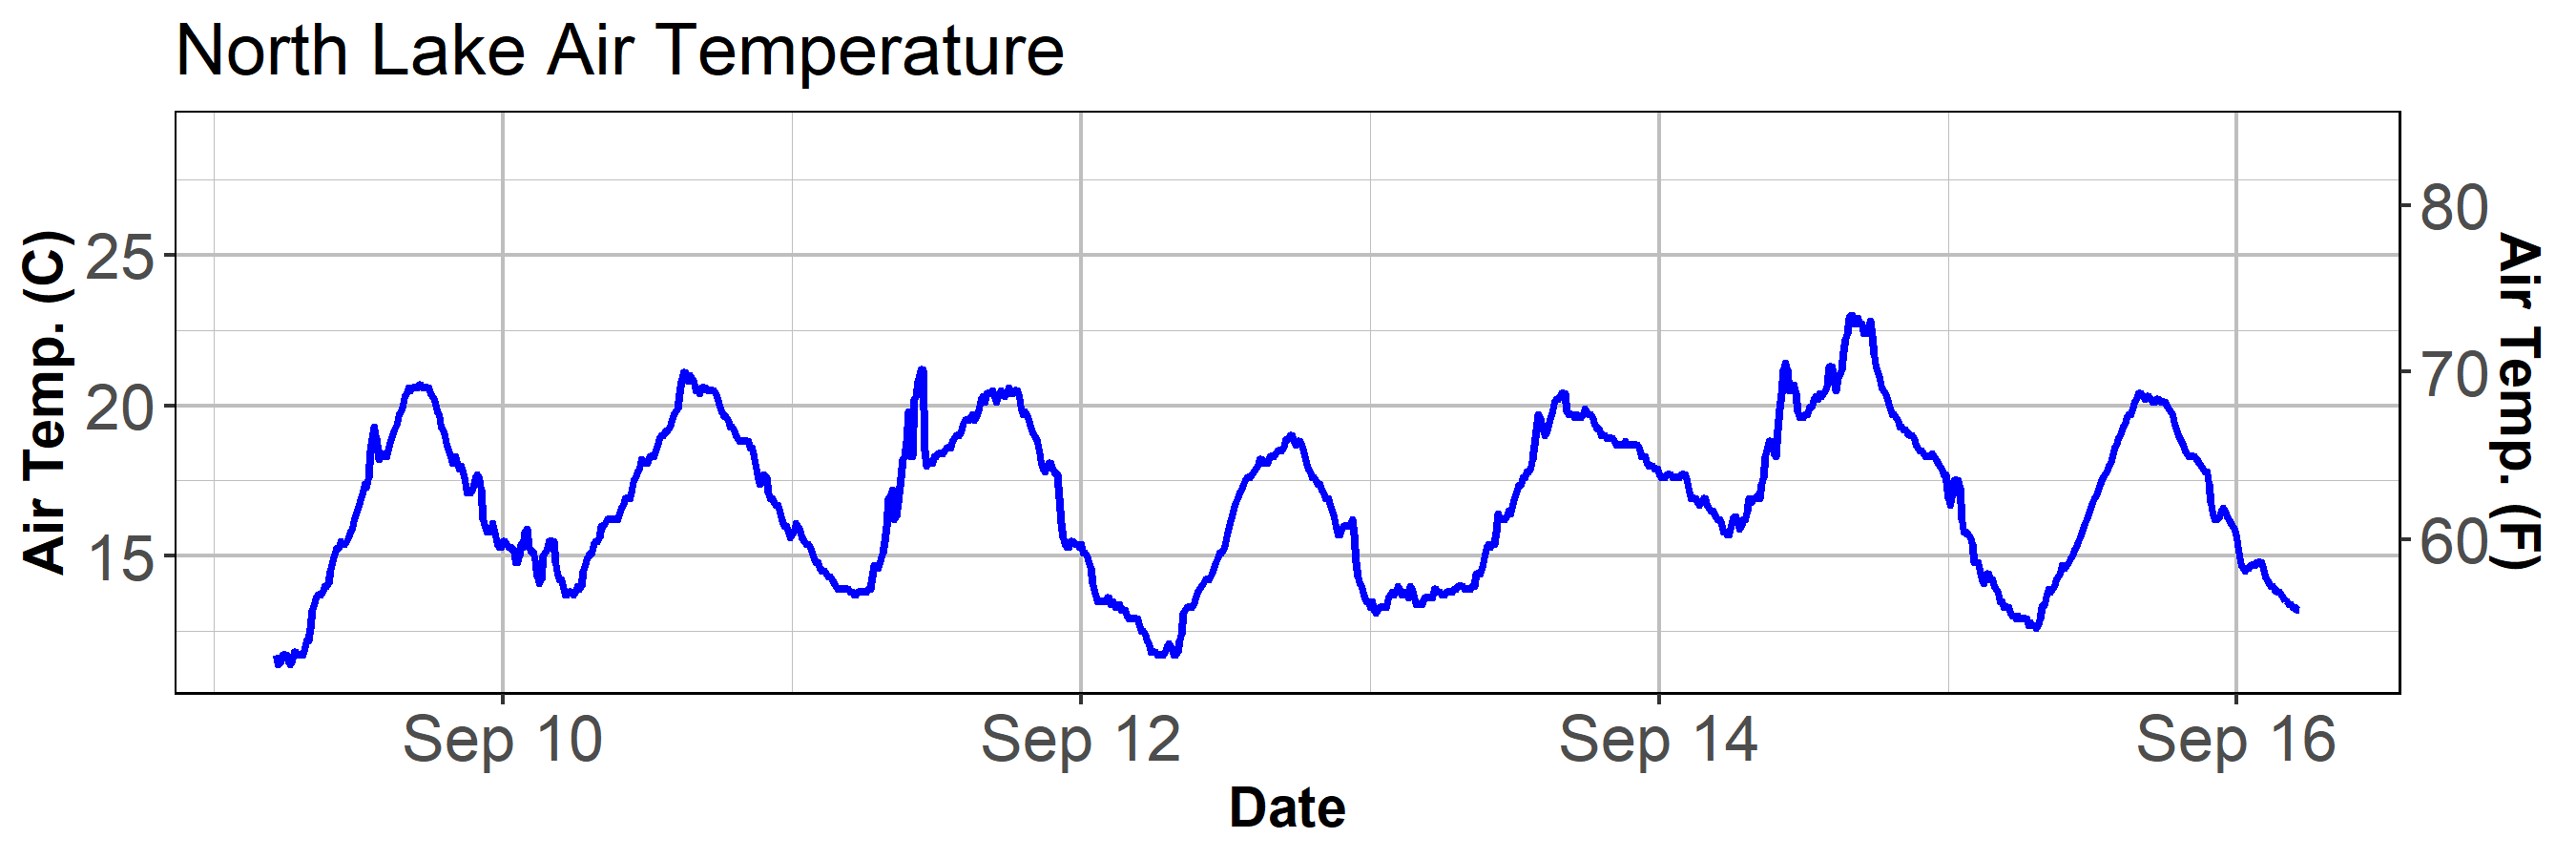 North Lake Air Temperature
Air Temp. (C)
25
20
15
80
70
60
Air Temp. (F)
Sep 10
Sep 12
Sep 14
Sep 16
Date